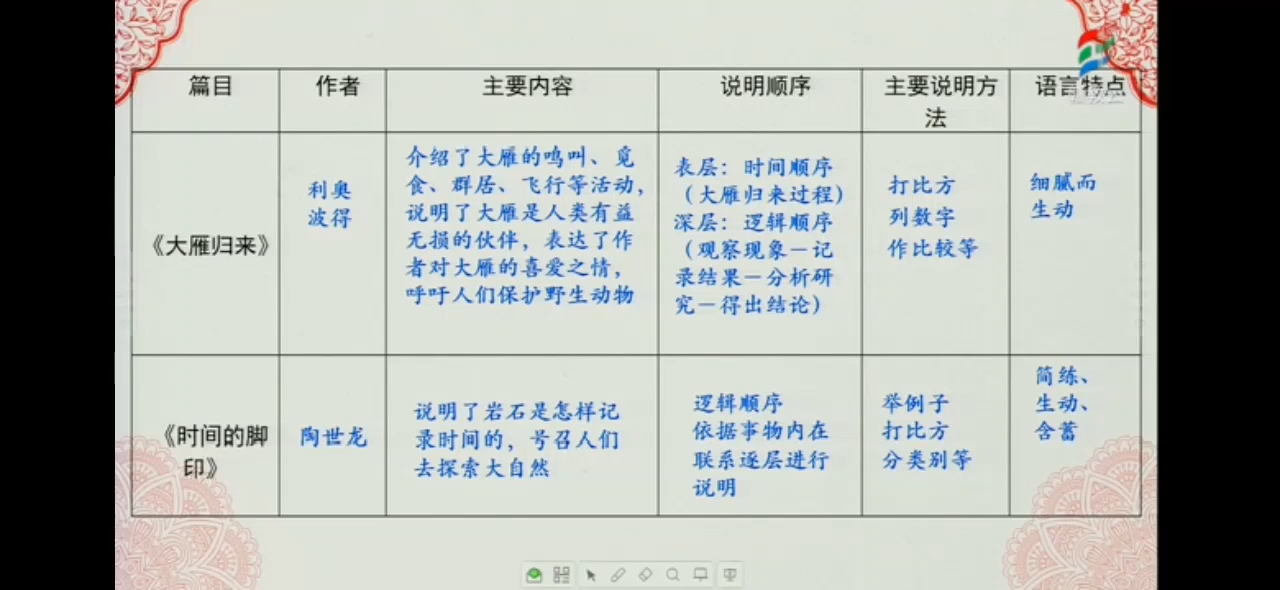 篇目
作者
主要内容
说明顺序
主要说明方
法
语言特点
《大雁归来》
利奥
波得
介绍了大雁的鸣叫、觅
食、群居、飞行等活动，
说明了大雁是人类有益
无损的伙伴，表达了作
者对大雁的喜爱之情，
呼吁人们保护野生动物
表层：时间顺序
（大雁归来过程）
深层：逻辑顺序
（观察现象－记
录结果－分析研
究－得出结论）
打比方
列数字
作比较等
细腻而
生动
《时间的脚
印》
陶世龙
说明了岩石是怎样记
录时间的，号召人们
去探索大自然
逻辑顺序
依据事物内在
联系逐层进行
说明
举例子
打比方
分类别等
简练、
生动、
含蓄